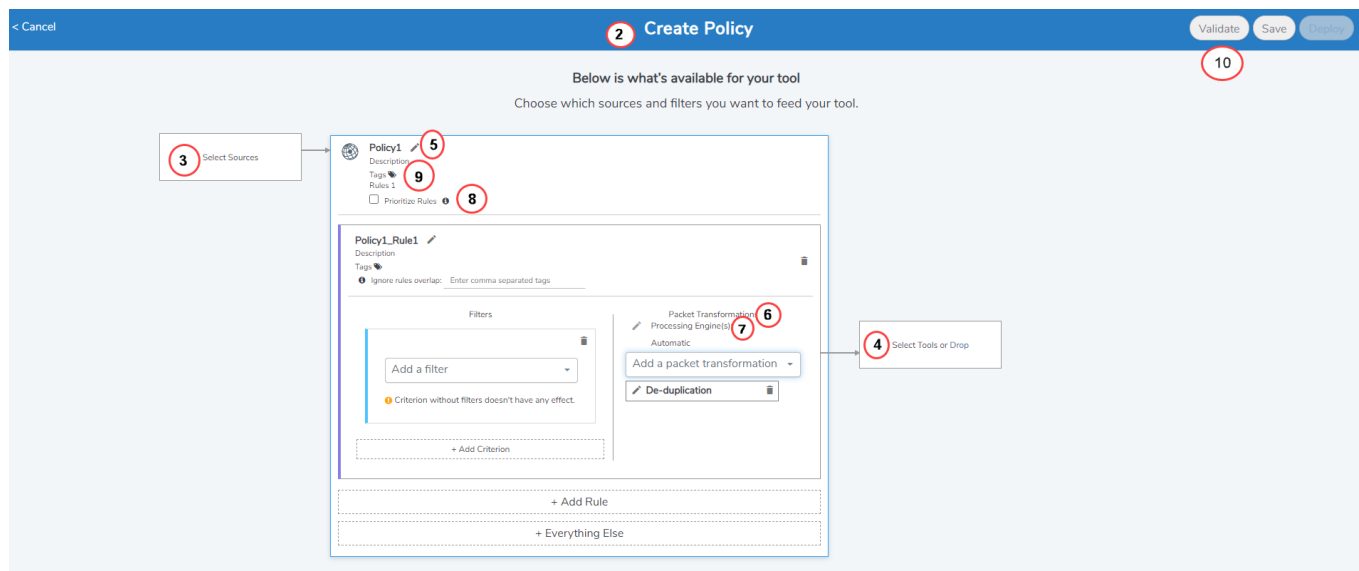 < Cancel
2 Create Policy
Validate Save Deploy
10
Below is what's available for your tool
Choose which sources and filters you want to feed your tool.
3 Select Sources
Policy1 5
Description
Tags 9
Rules 1
Prioritize Rules 8
Policy1_Rule1
Description
Tags
Ignore rules overlap: Enter comma separated tags
Filters
Add a filter
Criterion without filters doesn't have any effect.
+ Add Criterion
Packet Transformation 6
Processing Engine(s) 7
Automatic
Add a packet transformation
De-duplication
4 Select Tools or Drop
+ Add Rule
+ Everything Else